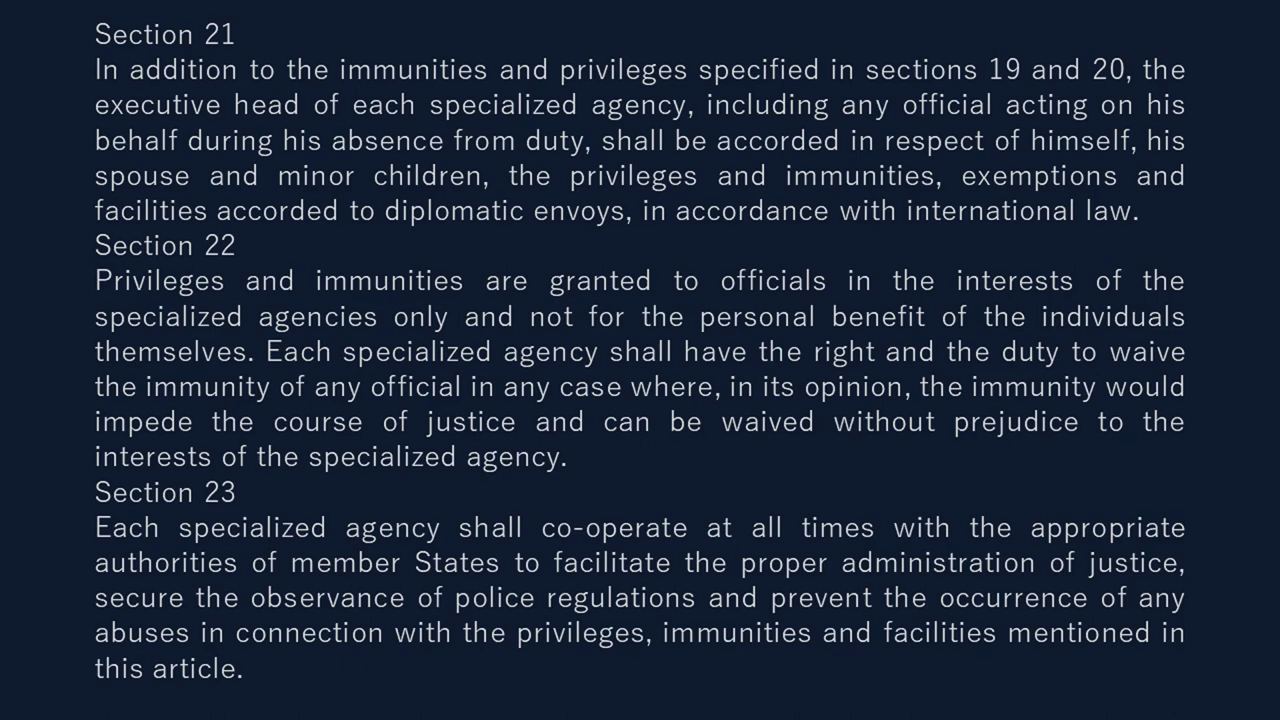 Section 21
In addition to the immunities and privileges specified in sections 19 and 20, the
executive head of each specialized agency, including any official acting on his
behalf during his absence from duty, shall be accorded in respect of himself, his
spouse and minor children, the privileges and immunities, exemptions and
facilities accorded to diplomatic envoys, in accordance with international law.
Section 22
Privileges and immunities are granted to officials in the interests of the
specialized agencies only and not for the personal benefit of the individuals
themselves. Each specialized agency shall have the right and the duty to waive
the immunity of any official in any case where, in its opinion, the immunity would
impede the course of justice and can be waived without prejudice to the
interests of the specialized agency.
Section 23
Each specialized agency shall co-operate at all times with the appropriate
authorities of member States to facilitate the proper administration of justice,
secure the observance of police regulations and prevent the occurrence of any
abuses in connection with the privileges, immunities and facilities mentioned in
this article.